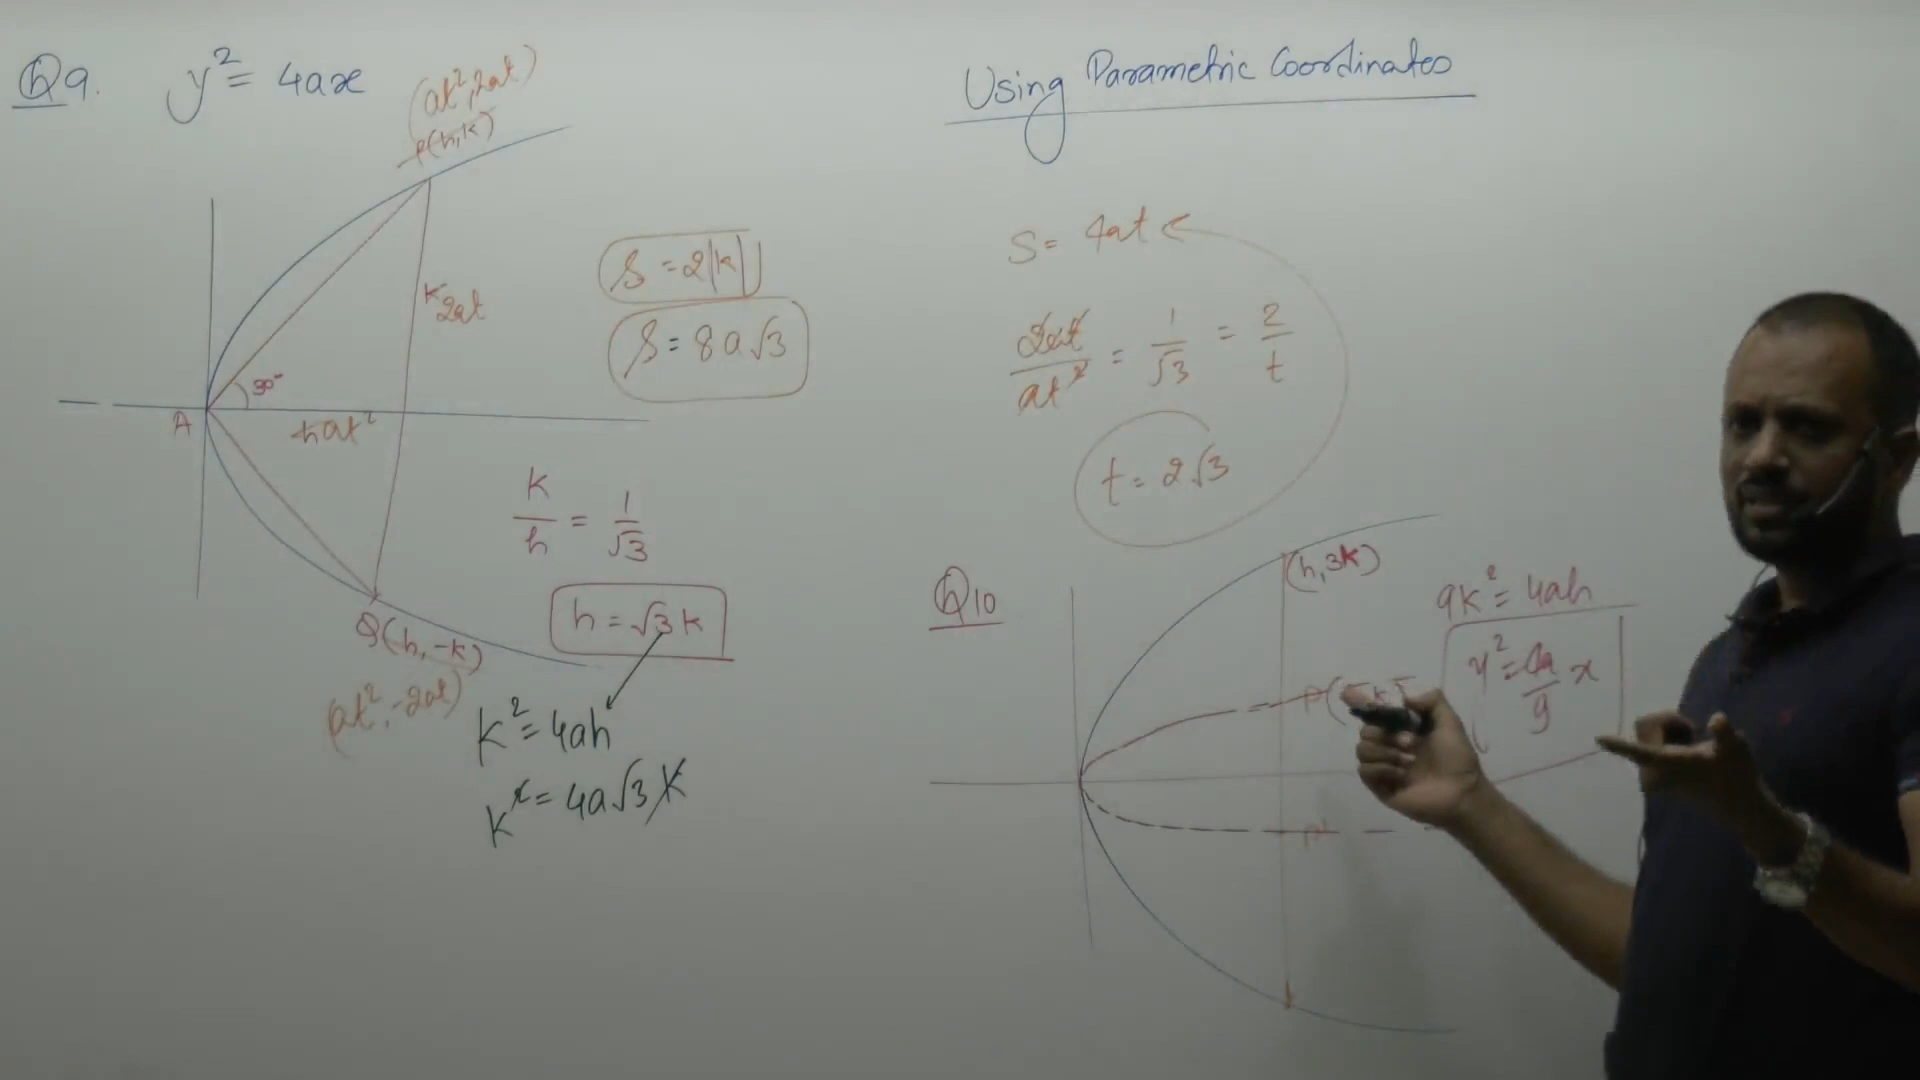 Q9. y² = 4ax
(at², 2at)
P(h,k)
K 2at
30°
A
h at²
Q(h,-k)
(at², -2at)
S = 2|k|
S = 8a√3
k/h = 1/√3
h = √3 k
k² = 4ah
k² = 4a√3 k
Using Parametric Coordinates
S = 4at
2at/at² = 1/√3 = 2/t
t = 2√3
Q10
(h, 3k)
9k² = 4ah
y² = 4a/9 x
P'